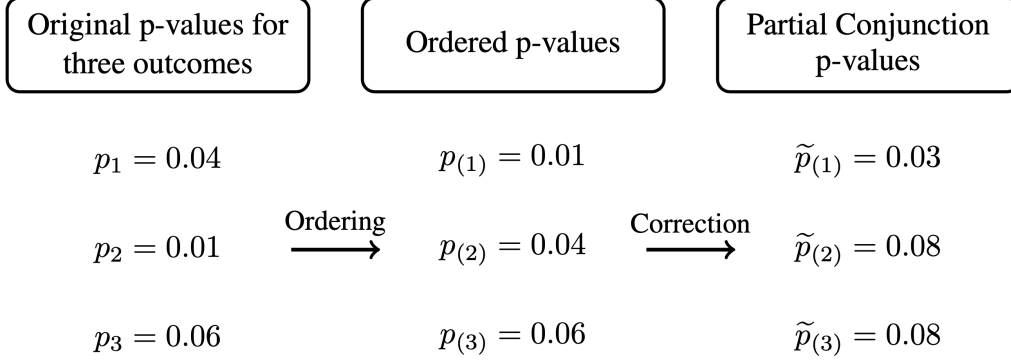 Original p-values for
three outcomes
Ordered p-values
Partial Conjunction
p-values
p₁ = 0.04
p₍₁₎ = 0.01
p̃₍₁₎ = 0.03
Ordering
Correction
p₂ = 0.01
p₍₂₎ = 0.04
p̃₍₂₎ = 0.08
p₃ = 0.06
p₍₃₎ = 0.06
p̃₍₃₎ = 0.08